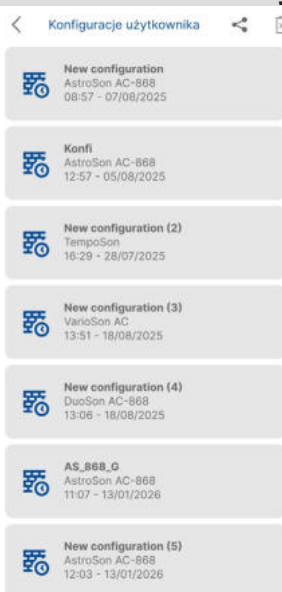 Konfiguracje użytkownika
New configuration
AstroSon AC-868
08:57 - 07/08/2025
Konfi
AstroSon AC-868
12:57 - 05/08/2025
New configuration (2)
TempoSon
16:29 - 28/07/2025
New configuration (3)
VarioSon AC
13:51 - 18/08/2025
New configuration (4)
DuoSon AC-868
13:06 - 18/08/2025
AS_868_G
AstroSon AC-868
11:07 - 13/01/2026
New configuration (5)
AstroSon AC-868
12:03 - 13/01/2026